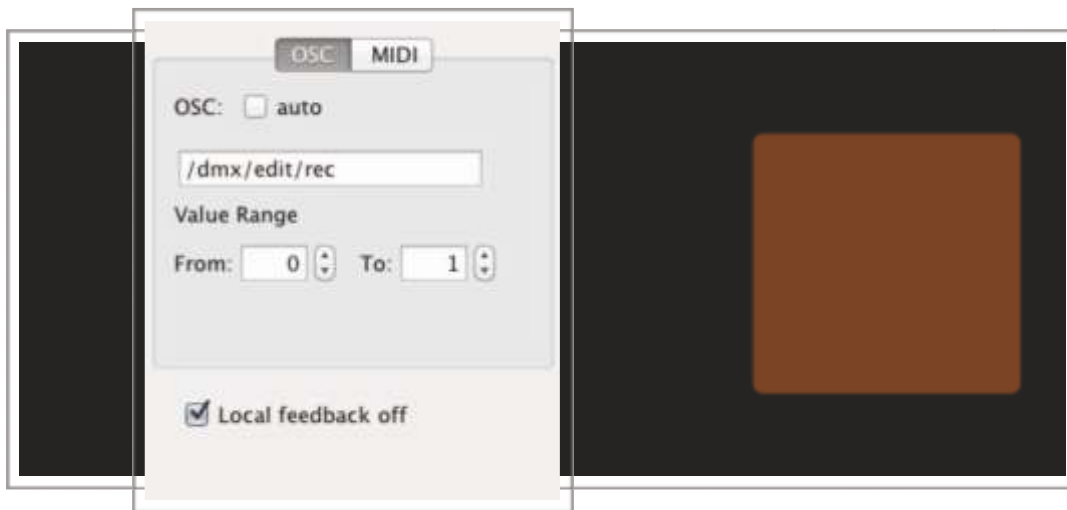 OSC MIDI
OSC: auto
/dmx/edit/rec
Value Range
From: 0 To: 1
Local feedback off